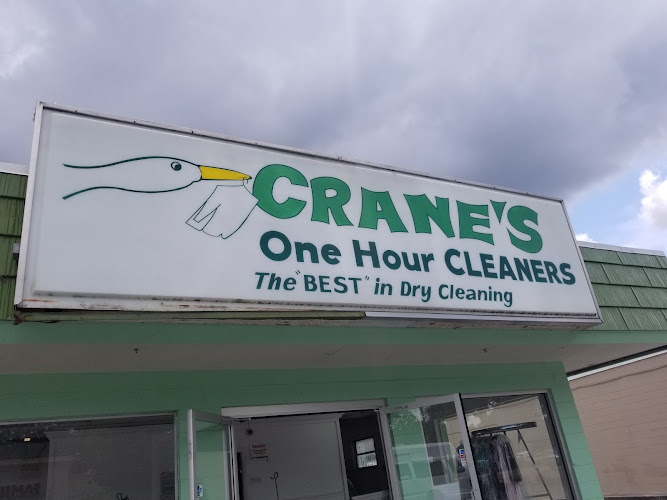 CRANE'S
One Hour CLEANERS
The "BEST" in Dry Cleaning